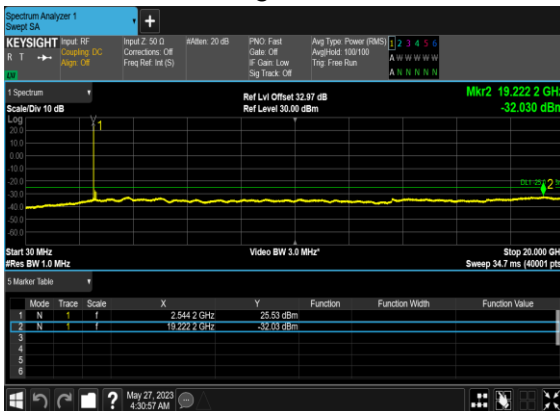 Spectrum Analyzer 1
Swept SA
KEYSIGHT Input: RF Input Z: 50 Ω #Atten: 20 dB PNO: Fast Avg Type: Power (RMS) 1 2 3 4 5 6
R T Coupling: DC Corrections: Off Gate: Off Avg|Hold: 100/100 A W W W W W
Align: Off Freq Ref: Int (S) IF Gain: Low Trig: Free Run
LV Sig Track: Off A N N N N N
1 Spectrum Ref Lvl Offset 32.97 dB Mkr2 19.222 2 GHz
Scale/Div 10 dB Ref Level 30.00 dBm -32.030 dBm
Log
20.0 1
10.0
0.00
-10.0
-20.0 2
-30.0
-40.0
-50.0
-60.0
Start 30 MHz Video BW 3.0 MHz* Stop 20.000 GH
#Res BW 1.0 MHz Sweep 34.7 ms (40001 pts
5 Marker Table
Mode Trace Scale X Y Function Function Width Function Value
1 N 1 f 2.544 2 GHz 25.53 dBm
2 N 1 f 19.222 2 GHz -32.03 dBm
3
4
5
6
? May 27, 2023
4:30:57 AM